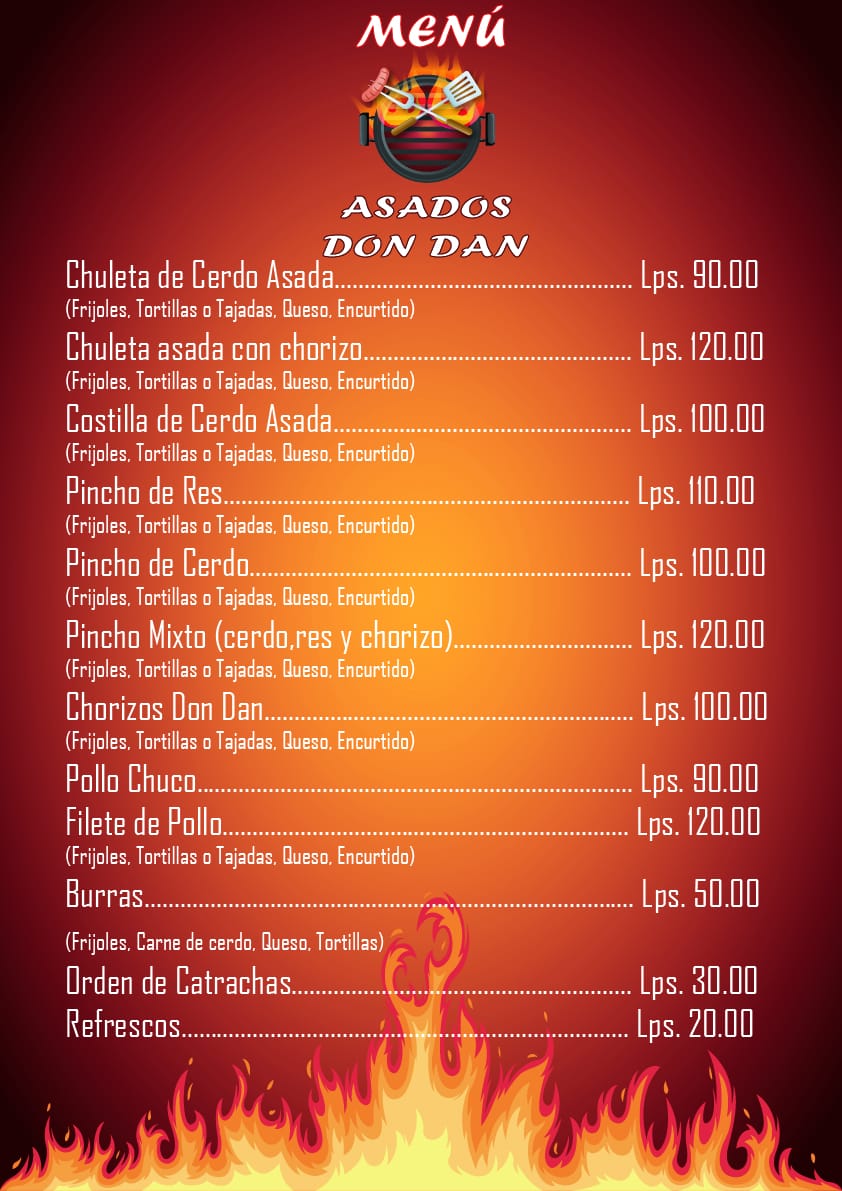 MENÚ
ASADOS
DON DAN
Chuleta de Cerdo Asada.................................................. Lps. 90.00
(Frijoles, Tortillas o Tajadas, Queso, Encurtido)
Chuleta asada con chorizo............................................. Lps. 120.00
(Frijoles, Tortillas o Tajadas, Queso, Encurtido)
Costilla de Cerdo Asada.................................................. Lps. 100.00
(Frijoles, Tortillas o Tajadas, Queso, Encurtido)
Pincho de Res.................................................................... Lps. 110.00
(Frijoles, Tortillas o Tajadas, Queso, Encurtido)
Pincho de Cerdo................................................................ Lps. 100.00
(Frijoles, Tortillas o Tajadas, Queso, Encurtido)
Pincho Mixto (cerdo,res y chorizo).............................. Lps. 120.00
(Frijoles, Tortillas o Tajadas, Queso, Encurtido)
Chorizos Don Dan.............................................................. Lps. 100.00
(Frijoles, Tortillas o Tajadas, Queso, Encurtido)
Pollo Chuco......................................................................... Lps. 90.00
Filete de Pollo.................................................................... Lps. 120.00
(Frijoles, Tortillas o Tajadas, Queso, Encurtido)
Burras.................................................................................. Lps. 50.00
(Frijoles, Carne de cerdo, Queso, Tortillas)
Orden de Catrachas......................................................... Lps. 30.00
Refrescos........................................................................... Lps. 20.00